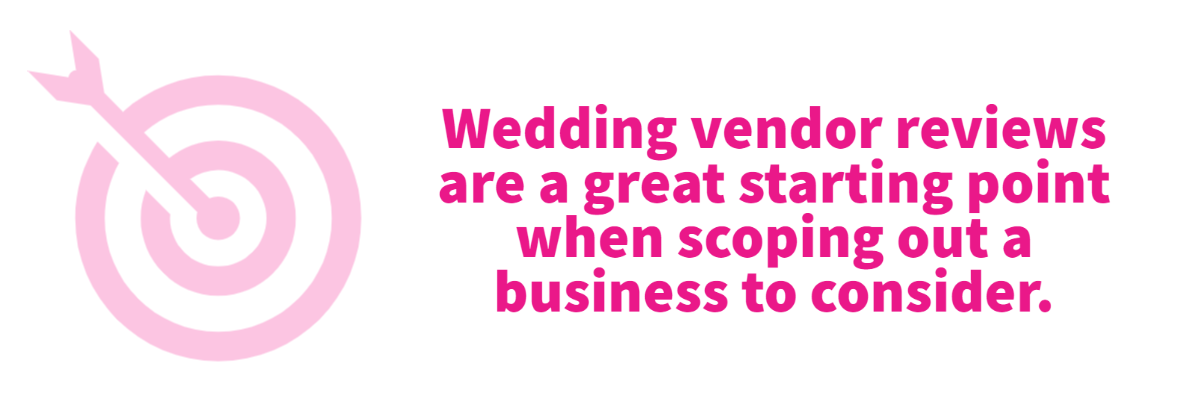 Wedding vendor reviews
are a great starting point
when scoping out a
business to consider.